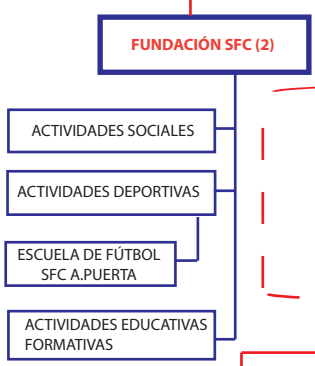 FUNDACIÓN SFC (2)
ACTIVIDADES SOCIALES
ACTIVIDADES DEPORTIVAS
ESCUELA DE FÚTBOL
SFC A.PUERTA
ACTIVIDADES EDUCATIVAS
FORMATIVAS